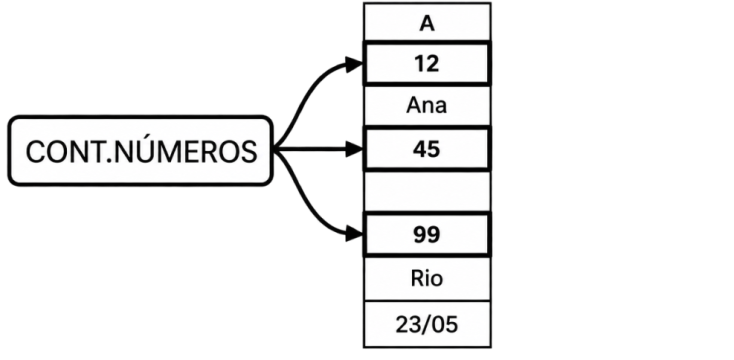 CONT.NÚMEROS
A
12
Ana
45
99
Rio
23/05